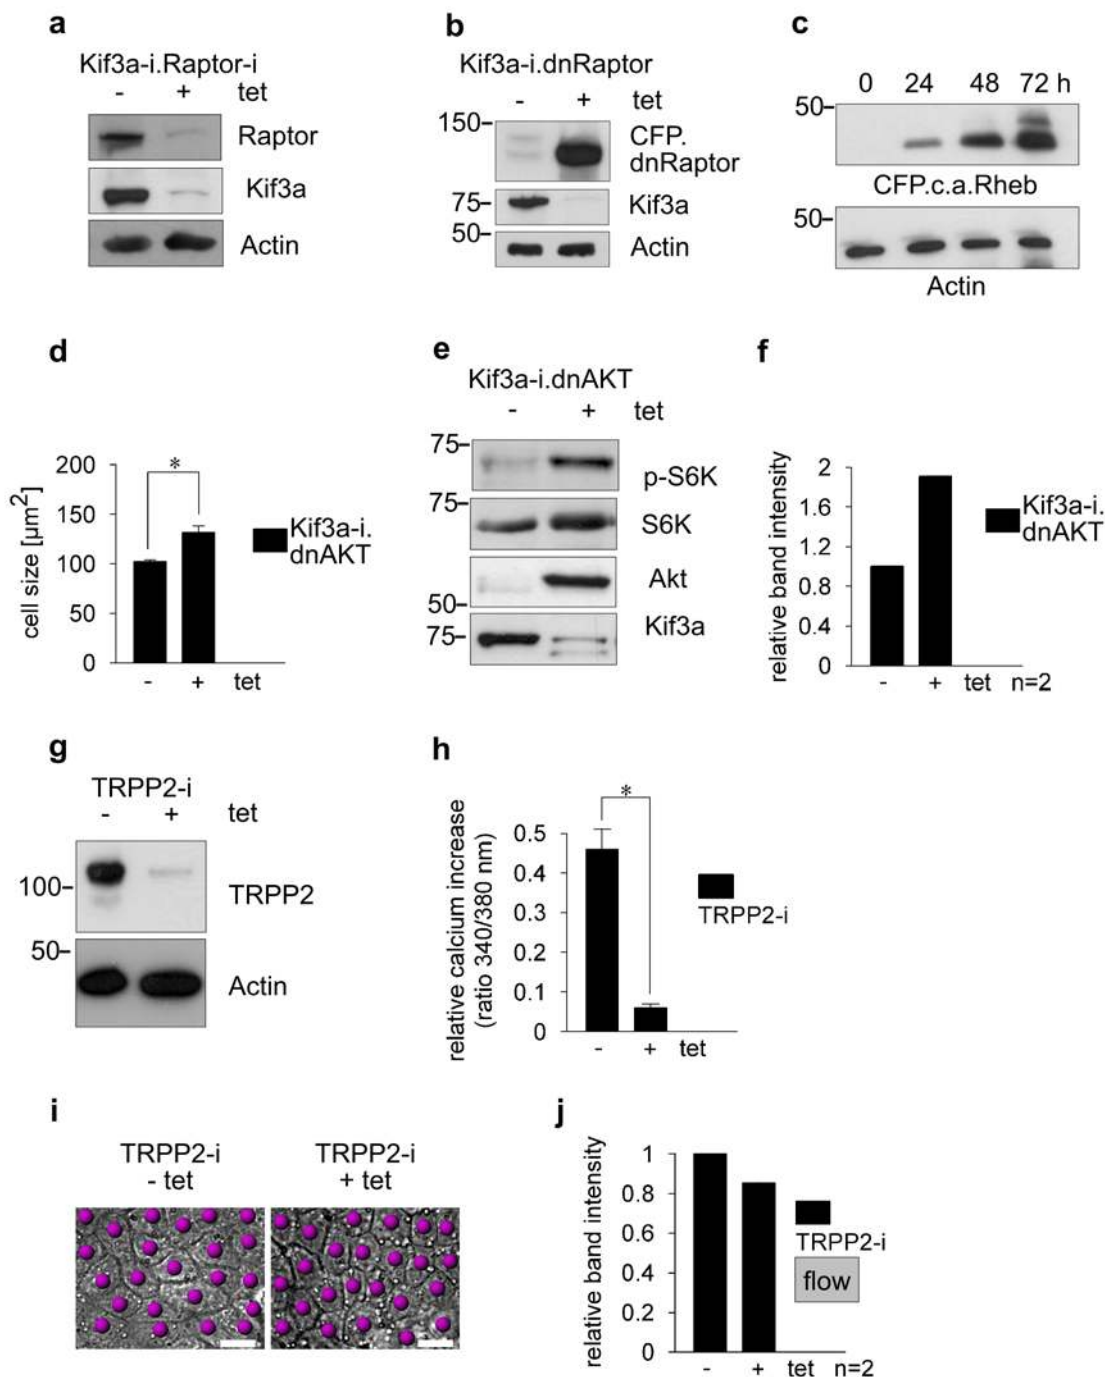 a
Kif3a-i.Raptor-i
- + tet
Raptor
Kif3a
Actin
b
Kif3a-i.dnRaptor
- + tet
150
CFP.
dnRaptor
75
Kif3a
50
Actin
c
0 24 48 72 h
50
CFP.c.a.Rheb
50
Actin
d
cell size [µm2]
200
150
100
50
0
*
Kif3a-i.
dnAKT
- + tet
e
Kif3a-i.dnAKT
- + tet
75
p-S6K
75
S6K
Akt
50
75
Kif3a
f
relative band intensity
2
1.6
1.2
0.8
0.4
0
Kif3a-i.
dnAKT
- + tet n=2
g
TRPP2-i
- + tet
100
TRPP2
50
Actin
h
relative calcium increase
(ratio 340/380 nm)
0.5
0.4
0.3
0.2
0.1
0
*
TRPP2-i
- + tet
i
TRPP2-i
- tet
TRPP2-i
+ tet
j
relative band intensity
1
0.8
0.6
0.4
0.2
0
TRPP2-i
flow
- + tet n=2